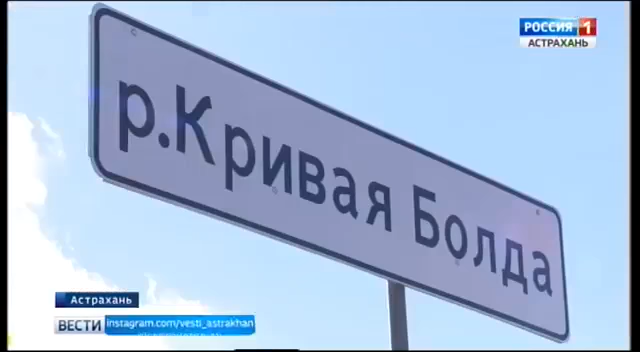 РОССИЯ 1
АСТРАХАНЬ
р.Кривая Болда
Астрахань
ВЕСТИ
instagram.com/vesti_astrakhan